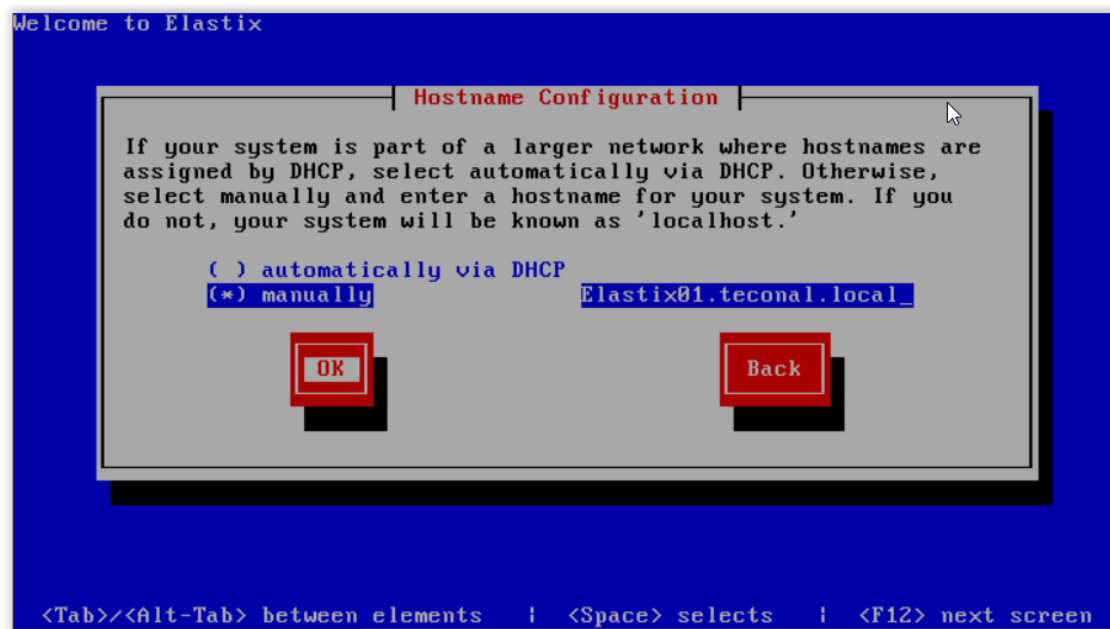 Welcome to Elastix
Hostname Configuration
If your system is part of a larger network where hostnames are
assigned by DHCP, select automatically via DHCP. Otherwise,
select manually and enter a hostname for your system. If you
do not, your system will be known as 'localhost.'
( ) automatically via DHCP
(*) manually Elastix01.teconal.local_
OK Back
<Tab>/<Alt-Tab> between elements | <Space> selects | <F12> next screen